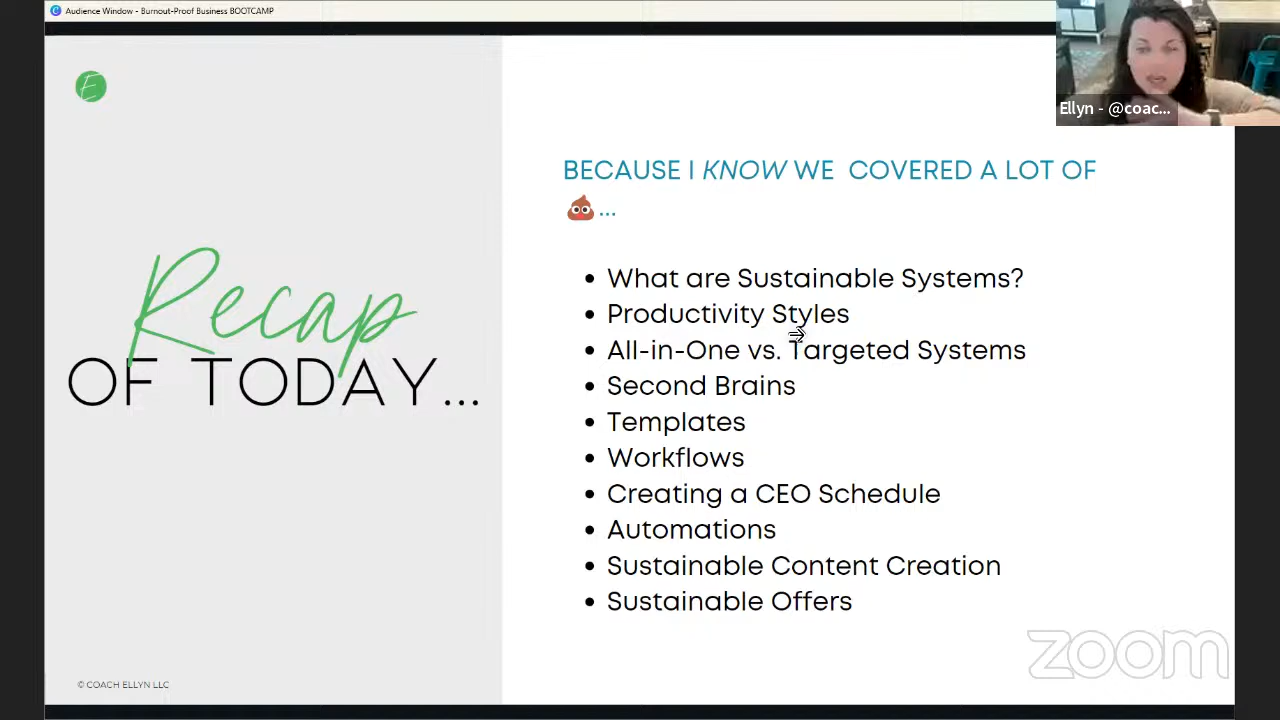 Audience Window - Burnout-Proof Business BOOTCAMP
E
Ellyn - @coac...
BECAUSE I KNOW WE COVERED A LOT OF
💩...
Recap
OF TODAY...
• What are Sustainable Systems?
• Productivity Styles
• All-in-One vs. Targeted Systems
• Second Brains
• Templates
• Workflows
• Creating a CEO Schedule
• Automations
• Sustainable Content Creation
• Sustainable Offers
© COACH ELLYN LLC
zoom